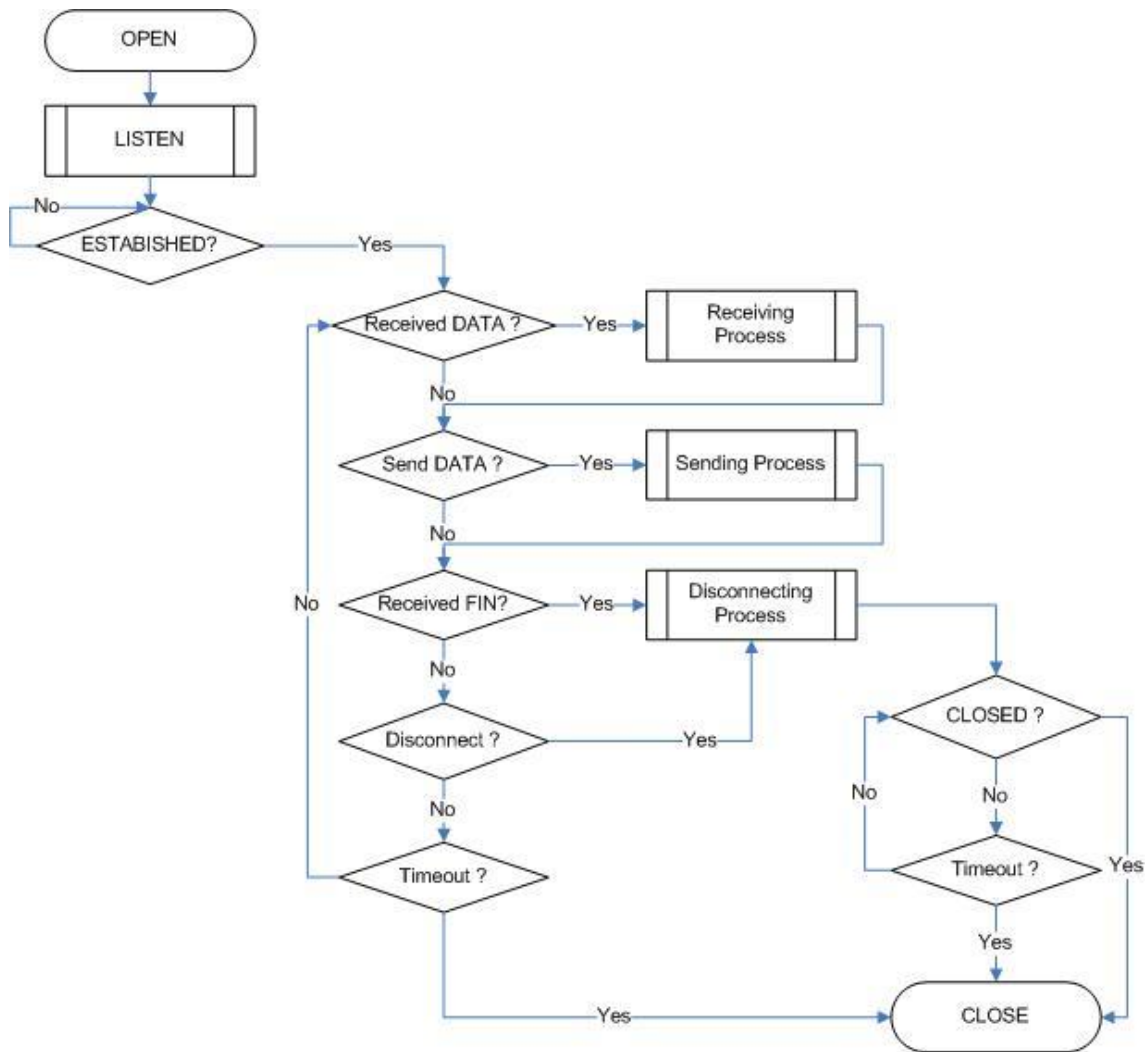 OPEN
LISTEN
No
ESTABISHED?
Yes
Received DATA ?
Yes
Receiving
Process
No
Send DATA ?
Yes
Sending Process
No
Received FIN?
Yes
Disconnecting
Process
No
No
Disconnect ?
Yes
CLOSED ?
No
No
No
Timeout ?
Timeout ?
Yes
Yes
Yes
CLOSE